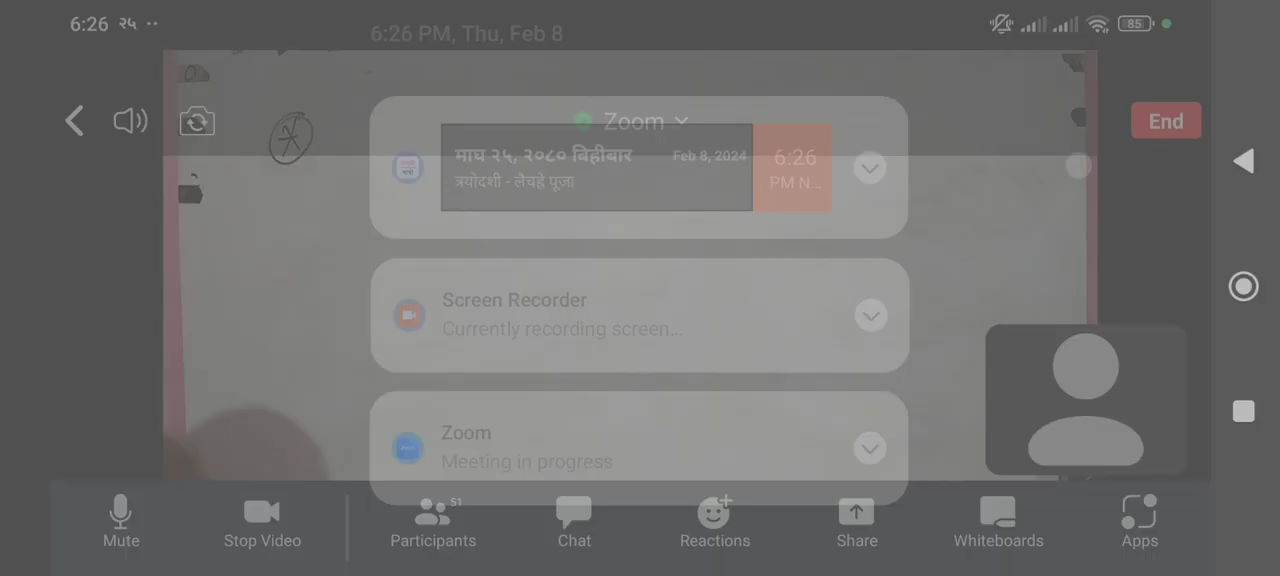 6:26 २५ ··
85
6:26 PM, Thu, Feb 8
Zoom
End
माघ २५, २०८० बिहीबार Feb 8, 2024 6:26
त्रयोदशी - लैचह्रे पूजा PM N...
Screen Recorder
Currently recording screen...
Zoom
Meeting in progress
51
Mute Stop Video Participants Chat Reactions Share Whiteboards Apps